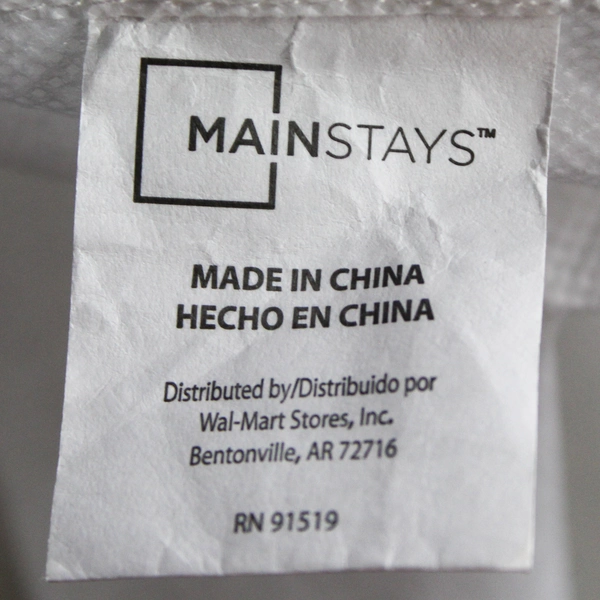 MAINSTAYS™
MADE IN CHINA
HECHO EN CHINA
Distributed by/Distribuido por
Wal-Mart Stores, Inc.
Bentonville, AR 72716
RN 91519